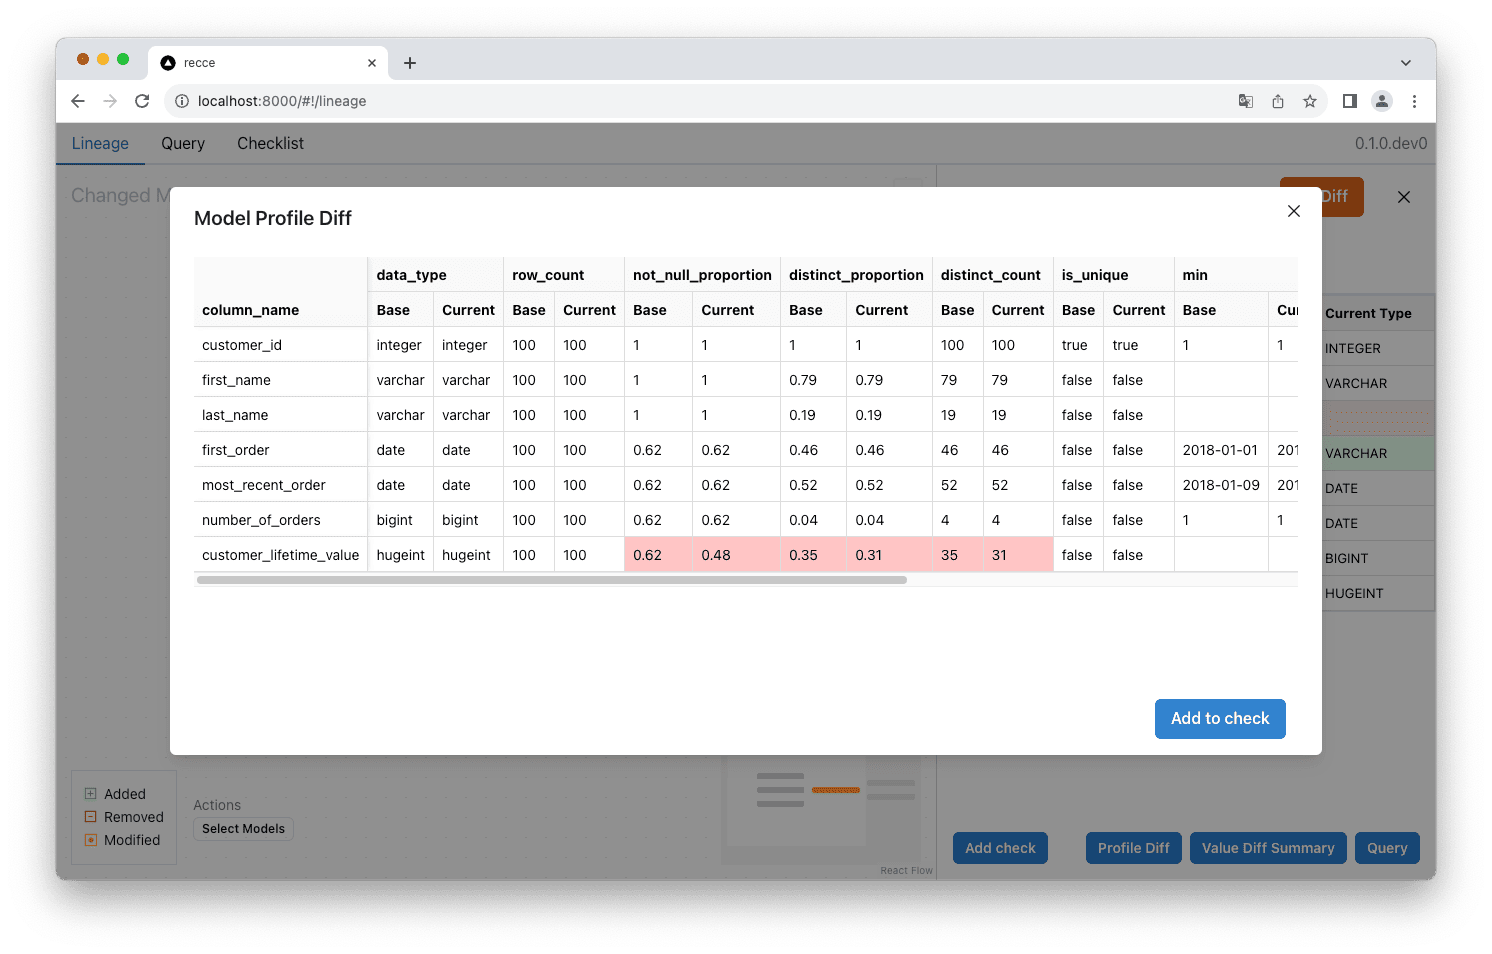 recce
localhost:8000/#!/lineage
Lineage Query Checklist 0.1.0.dev0
Changed M
Diff
Model Profile Diff
data_type row_count not_null_proportion distinct_proportion distinct_count is_unique min
column_name Base Current Base Current Base Current Base Current Base Current Base Current Base Cur
customer_id integer integer 100 100 1 1 1 1 100 100 true true 1 1
first_name varchar varchar 100 100 1 1 0.79 0.79 79 79 false false
last_name varchar varchar 100 100 1 1 0.19 0.19 19 19 false false
first_order date date 100 100 0.62 0.62 0.46 0.46 46 46 false false 2018-01-01 201
most_recent_order date date 100 100 0.62 0.62 0.52 0.52 52 52 false false 2018-01-09 201
number_of_orders bigint bigint 100 100 0.62 0.62 0.04 0.04 4 4 false false 1 1
customer_lifetime_value hugeint hugeint 100 100 0.62 0.48 0.35 0.31 35 31 false false
Add to check
Current Type
INTEGER
VARCHAR
VARCHAR
DATE
DATE
BIGINT
HUGEINT
Added
Removed
Modified
Actions
Select Models
React Flow
Add check Profile Diff Value Diff Summary Query